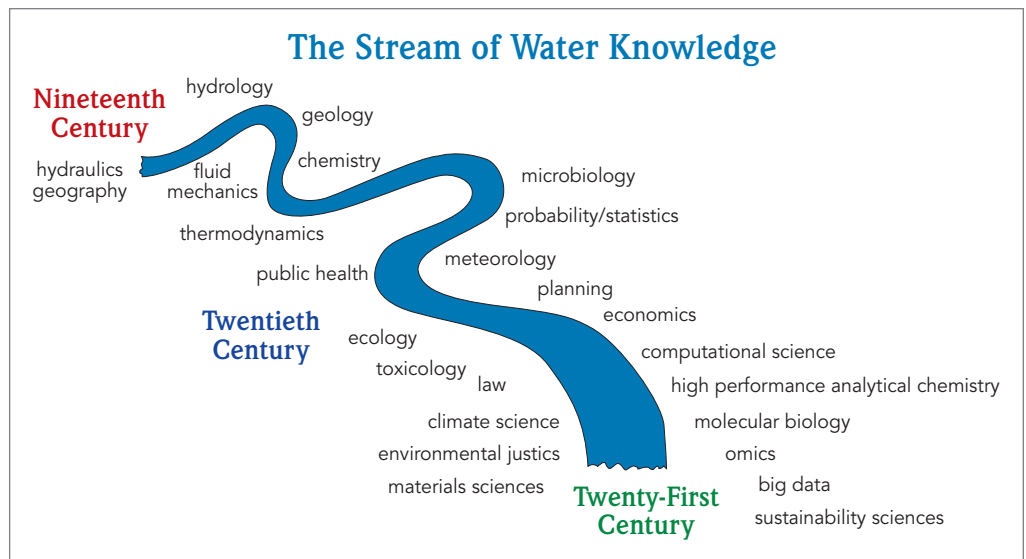 The Stream of Water Knowledge
hydrology
Nineteenth
Century
geology
hydraulics
geography
fluid
mechanics
chemistry
microbiology
probability/statistics
thermodynamics
meteorology
public health
planning
Twentieth
Century
economics
ecology
computational science
toxicology
law
high performance analytical chemistry
climate science
molecular biology
environmental justics
omics
materials sciences
big data
Twenty-First
Century
sustainability sciences